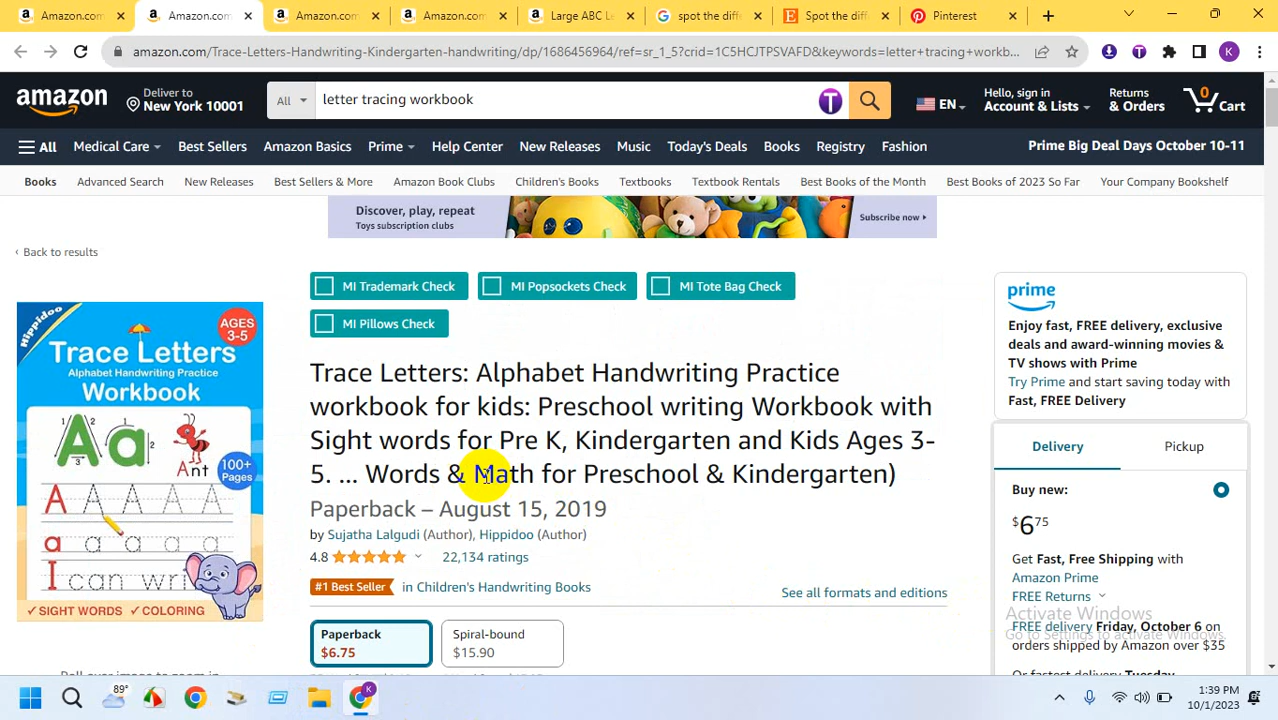 Amazon.com
Amazon.com
Amazon.com
Amazon.com
Large ABC L
spot the diff
Spot the diff
Pinterest
amazon.com/Trace-Letters-Handwriting-Kindergarten-handwriting/dp/1686456964/ref=sr_1_5?crid=1C5HCJTPSVAFD&keywords=letter+tracing+workb...
K
amazon
Deliver to
New York 10001
All
letter tracing workbook
T
EN
Hello, sign in
Account & Lists
Returns
& Orders
0
Cart
All
Medical Care
Best Sellers
Amazon Basics
Prime
Help Center
New Releases
Music
Today's Deals
Books
Registry
Fashion
Prime Big Deal Days October 10-11
Books
Advanced Search
New Releases
Best Sellers & More
Amazon Book Clubs
Children's Books
Textbooks
Textbook Rentals
Best Books of the Month
Best Books of 2023 So Far
Your Company Bookshelf
Discover, play, repeat
Toys subscription clubs
Subscribe now
‹ Back to results
MI Trademark Check
MI Popsockets Check
MI Tote Bag Check
MI Pillows Check
Hippidoo
AGES
3-5
Trace Letters
Alphabet Handwriting Practice
Workbook
Aa
Ant
100+
Pages
A A A A A
a a a a a
I can wri
✓ SIGHT WORDS ✓ COLORING
Roll over image to zoom in
Trace Letters: Alphabet Handwriting Practice
workbook for kids: Preschool writing Workbook with
Sight words for Pre K, Kindergarten and Kids Ages 3-
5. ... Words & Math for Preschool & Kindergarten)
Paperback – August 15, 2019
by Sujatha Lalgudi (Author), Hippidoo (Author)
4.8
22,134 ratings
#1 Best Seller
in Children's Handwriting Books
See all formats and editions
Paperback
$6.75
Spiral-bound
$15.90
prime
Enjoy fast, FREE delivery, exclusive
deals and award-winning movies &
TV shows with Prime
Try Prime and start saving today with
Fast, FREE Delivery
Delivery
Pickup
Buy new:
$6.75
Get Fast, Free Shipping with
Amazon Prime
FREE Returns
FREE delivery Friday, October 6 on
orders shipped by Amazon over $35
Or fastest delivery Tuesday,
Activate Windows
Go to Settings to activate Windows.
89°
K
1:39 PM
10/1/2023